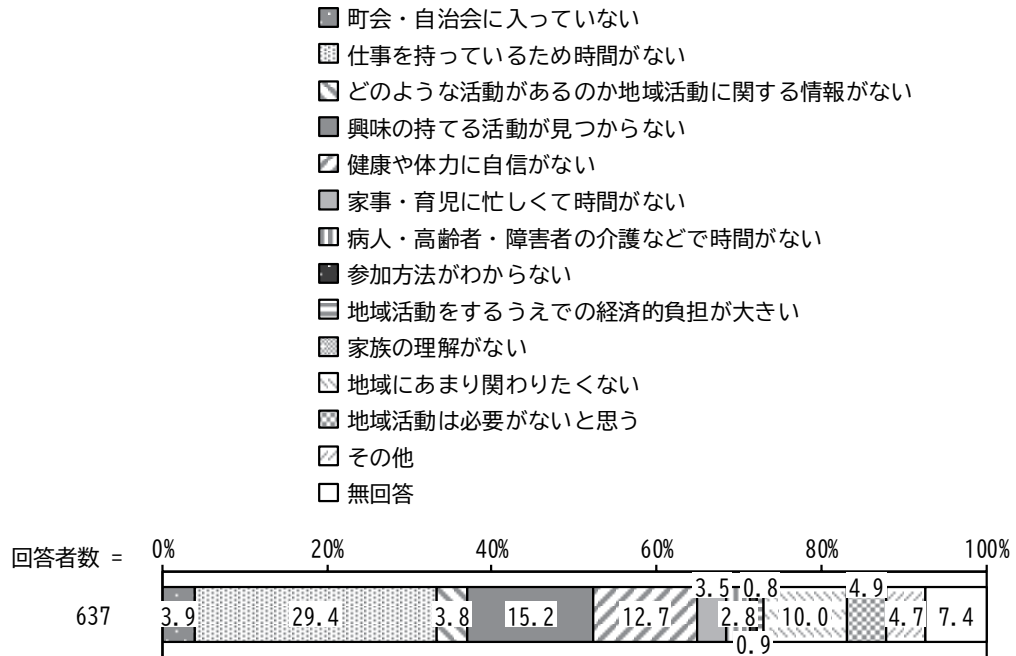 町会・自治会に入っていない
仕事を持っているため時間がない
どのような活動があるのか地域活動に関する情報がない
興味の持てる活動が見つからない
健康や体力に自信がない
家事・育児に忙しくて時間がない
病人・高齢者・障害者の介護などで時間がない
参加方法がわからない
地域活動をするうえでの経済的負担が大きい
家族の理解がない
地域にあまり関わりたくない
地域活動は必要がないと思う
その他
無回答
回答者数 = 0% 20% 40% 60% 80% 100%
3.5 0.8 4.9
637 3.9 29.4 3.8 15.2 12.7 2.8 10.0 4.7 7.4
0.9